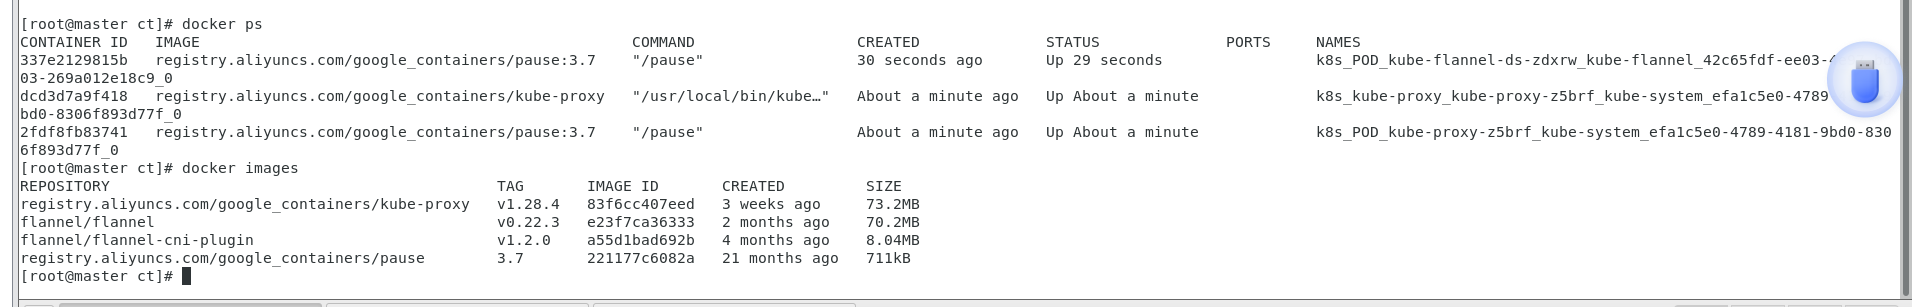 [root@master ct]# docker ps
CONTAINER ID   IMAGE                                                COMMAND                  CREATED              STATUS              PORTS     NAMES
337e2129815b   registry.aliyuncs.com/google_containers/pause:3.7    "/pause"                 30 seconds ago       Up 29 seconds                 k8s_POD_kube-flannel-ds-zdxrw_kube-flannel_42c65fdf-ee03-
03-269a012e18c9_0
dcd3d7a9f418   registry.aliyuncs.com/google_containers/kube-proxy   "/usr/local/bin/kube…"   About a minute ago   Up About a minute             k8s_kube-proxy_kube-proxy-z5brf_kube-system_efa1c5e0-4789
bd0-8306f893d77f_0
2fdf8fb83741   registry.aliyuncs.com/google_containers/pause:3.7    "/pause"                 About a minute ago   Up About a minute             k8s_POD_kube-proxy-z5brf_kube-system_efa1c5e0-4789-4181-9bd0-830
6f893d77f_0
[root@master ct]# docker images
REPOSITORY                                           TAG       IMAGE ID       CREATED         SIZE
registry.aliyuncs.com/google_containers/kube-proxy   v1.28.4   83f6cc407eed   3 weeks ago     73.2MB
flannel/flannel                                      v0.22.3   e23f7ca36333   2 months ago    70.2MB
flannel/flannel-cni-plugin                           v1.2.0    a55d1bad692b   4 months ago    8.04MB
registry.aliyuncs.com/google_containers/pause        3.7       221177c6082a   21 months ago   711kB
[root@master ct]#